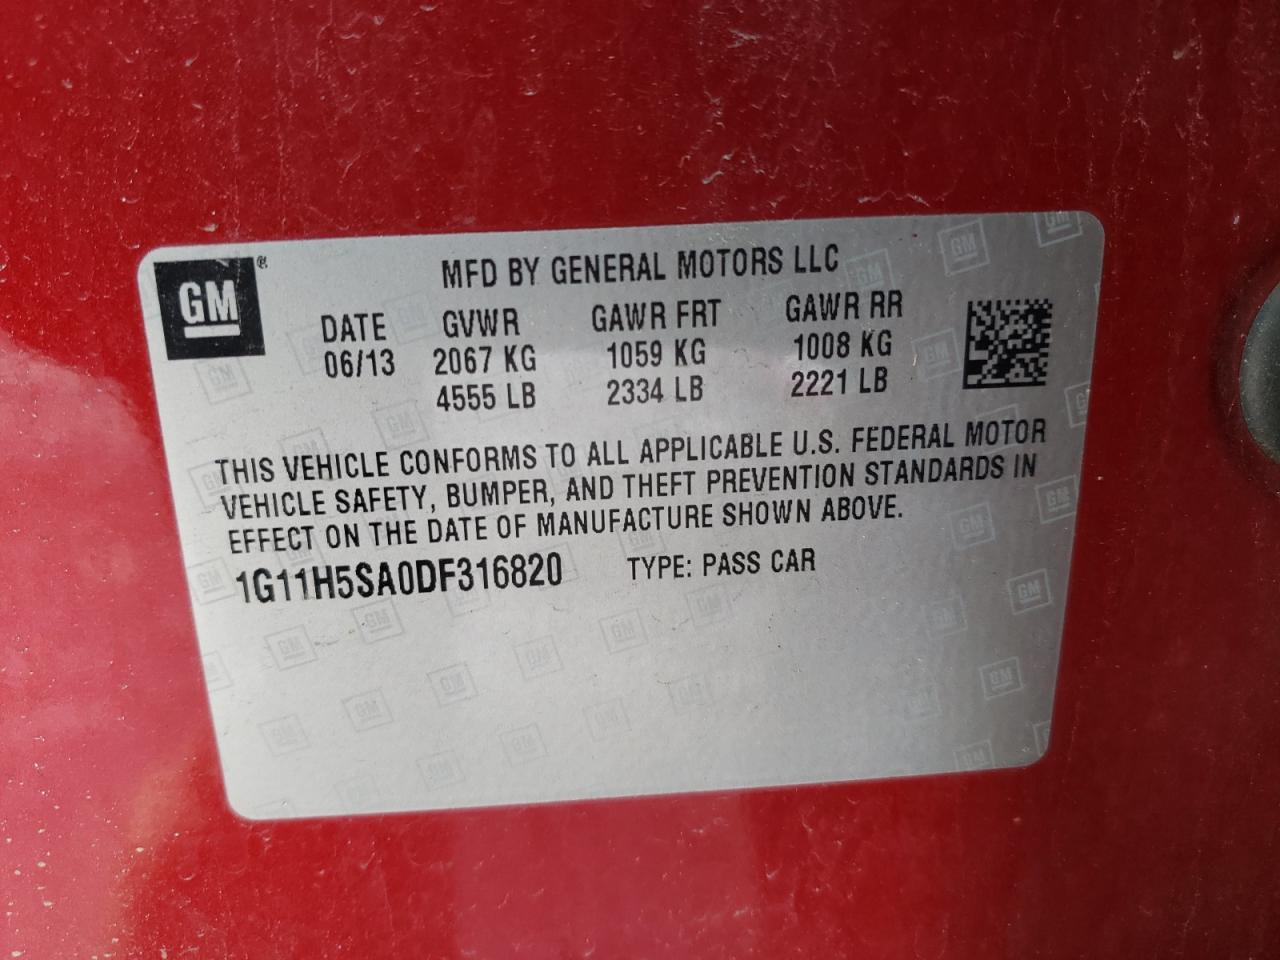 GM
MFD BY GENERAL MOTORS LLC
DATE GVWR GAWR FRT GAWR RR
06/13 2067 KG 1059 KG 1008 KG
4555 LB 2334 LB 2221 LB
THIS VEHICLE CONFORMS TO ALL APPLICABLE U.S. FEDERAL MOTOR
VEHICLE SAFETY, BUMPER, AND THEFT PREVENTION STANDARDS IN
EFFECT ON THE DATE OF MANUFACTURE SHOWN ABOVE.
1G11H5SA0DF316820 TYPE: PASS CAR